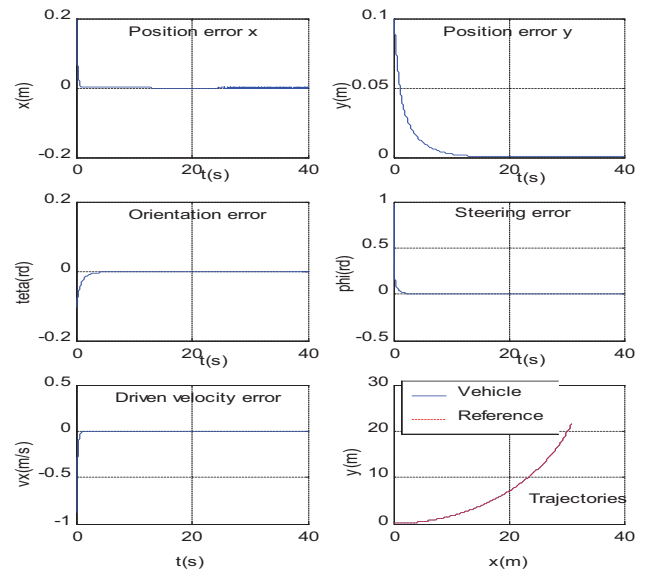 0.2
Position error x
x(m)
0
-0.2
0
20
40
t(s)
0.1
Position error y
y(m)
0.05
0
0
20
40
t(s)
0.2
Orientation error
teta(rd)
0
-0.2
0
20
40
t(s)
1
Steering error
phi(rd)
0.5
0
-0.5
0
20
40
t(s)
0.5
Driven velocity error
vx(m/s)
0
-0.5
-1
0
20
40
t(s)
30
Vehicle
Reference
y(m)
20
10
Trajectories
0
0
20
40
x(m)